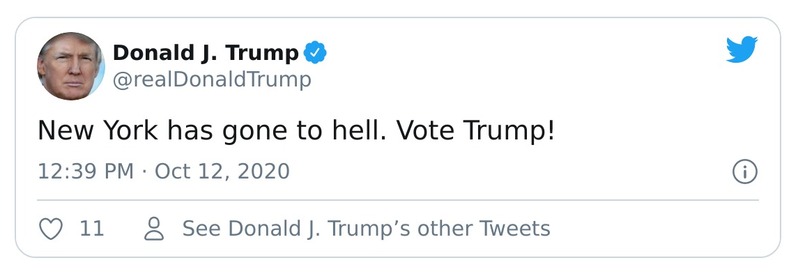 Donald J. Trump
@realDonaldTrump
New York has gone to hell. Vote Trump!
12:39 PM · Oct 12, 2020
11 See Donald J. Trump’s other Tweets